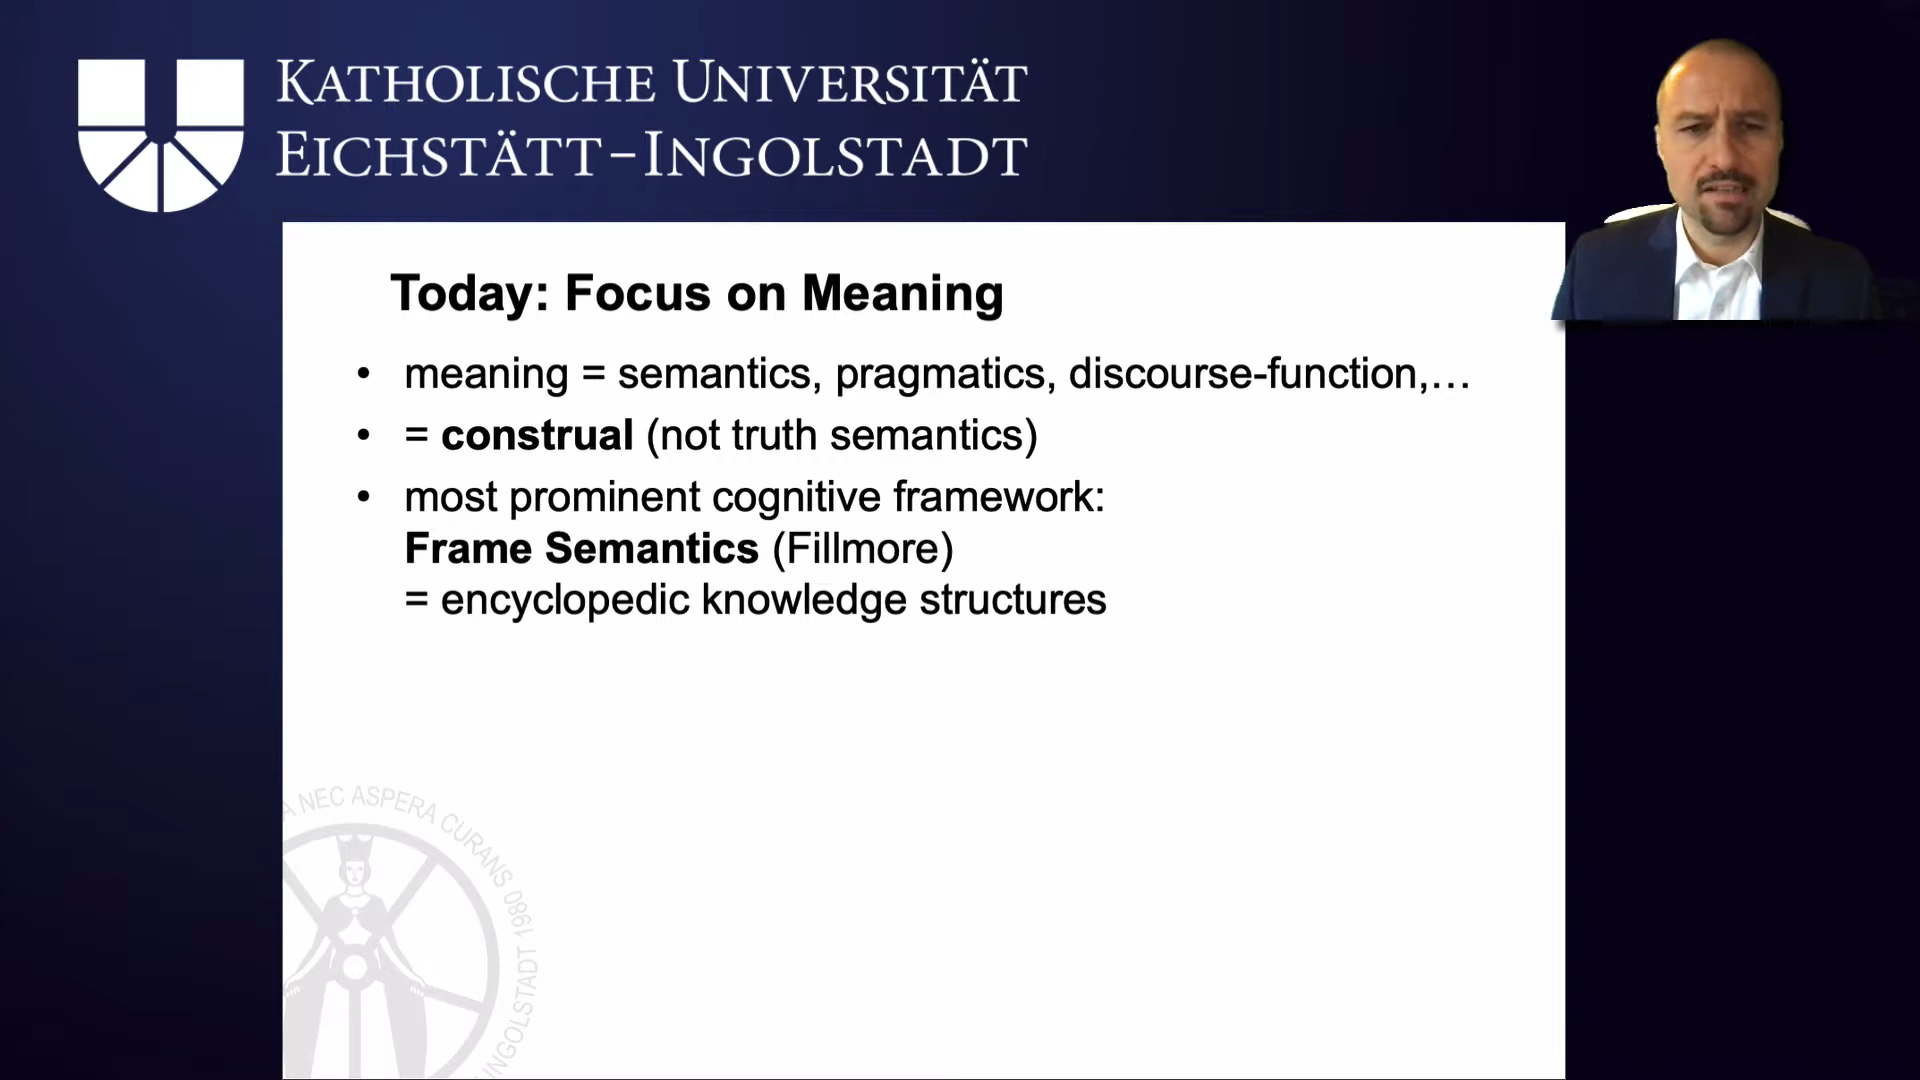 KATHOLISCHE UNIVERSITÄT
EICHSTÄTT-INGOLSTADT
Today: Focus on Meaning
• meaning = semantics, pragmatics, discourse-function,…
• = construal (not truth semantics)
• most prominent cognitive framework:
Frame Semantics (Fillmore)
= encyclopedic knowledge structures
NEC ASPERA CURANS 1980 INGOLSTADT